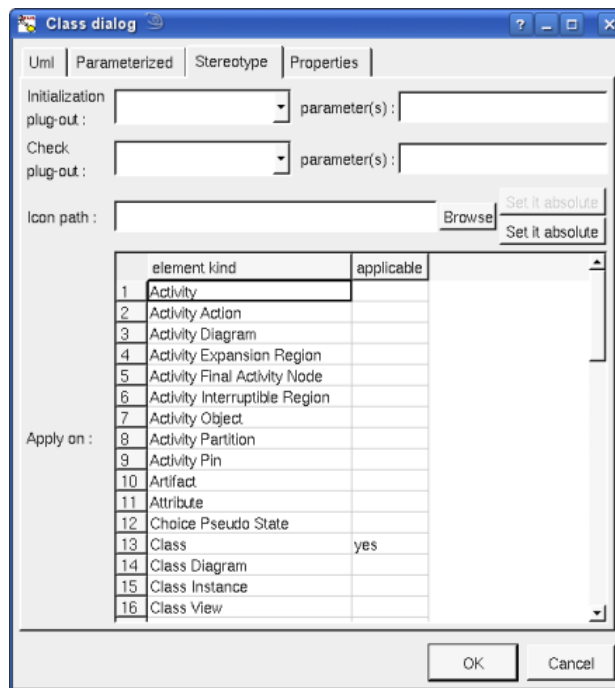 Class dialog
Uml Parameterized Stereotype Properties
Initialization
plug-out : parameter(s) :
Check
plug-out : parameter(s) :
Set it absolute
Icon path : Browse
Set it absolute
element kind applicable
1 Activity
2 Activity Action
3 Activity Diagram
4 Activity Expansion Region
5 Activity Final Activity Node
6 Activity Interruptible Region
7 Activity Object
Apply on : 8 Activity Partition
9 Activity Pin
10 Artifact
11 Attribute
12 Choice Pseudo State
13 Class yes
14 Class Diagram
15 Class Instance
16 Class View
OK Cancel